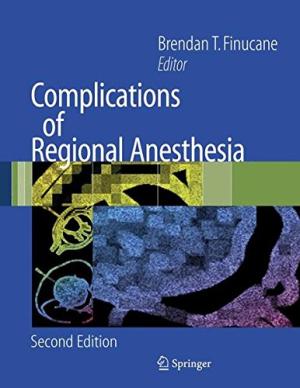 Brendan T. Finucane
Editor
Complications
of
Regional Anesthesia
Second Edition
Springer